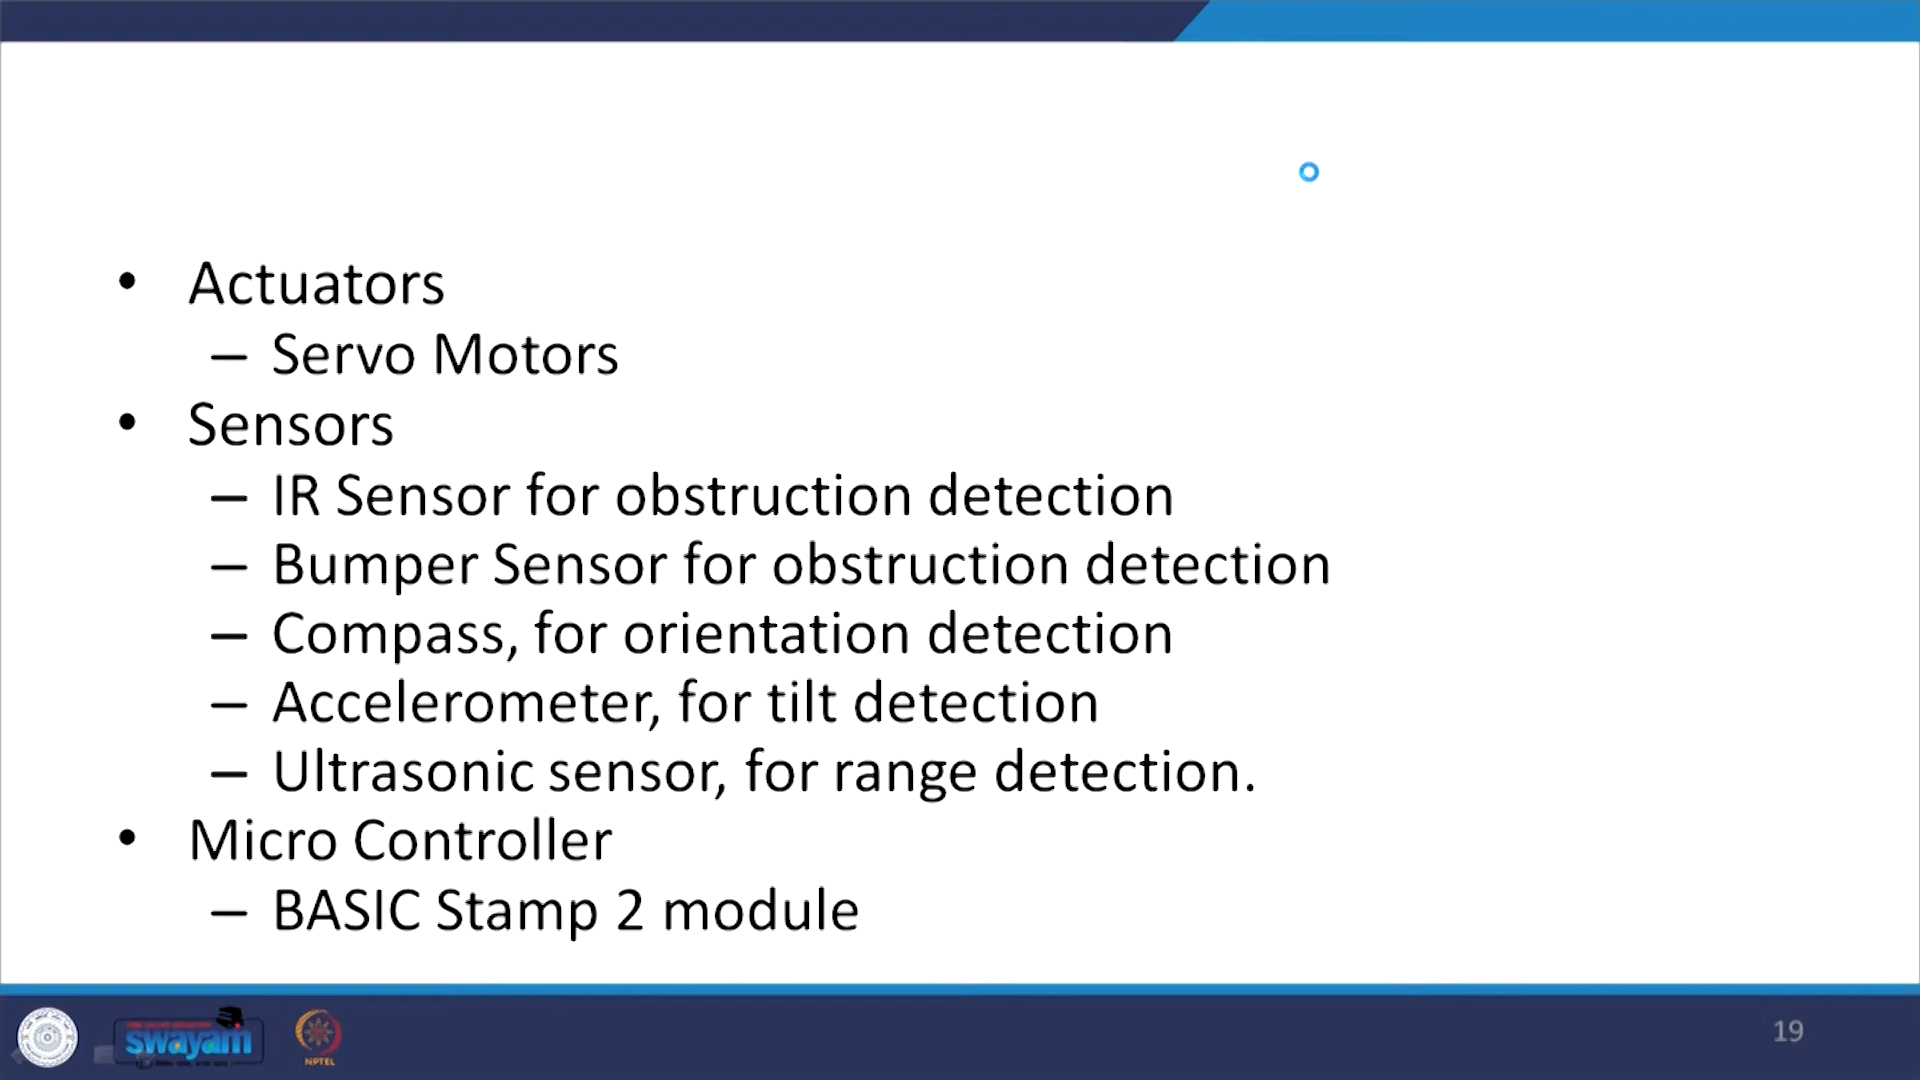 • Actuators
– Servo Motors
• Sensors
– IR Sensor for obstruction detection
– Bumper Sensor for obstruction detection
– Compass, for orientation detection
– Accelerometer, for tilt detection
– Ultrasonic sensor, for range detection.
• Micro Controller
– BASIC Stamp 2 module
swayam
NPTEL
19